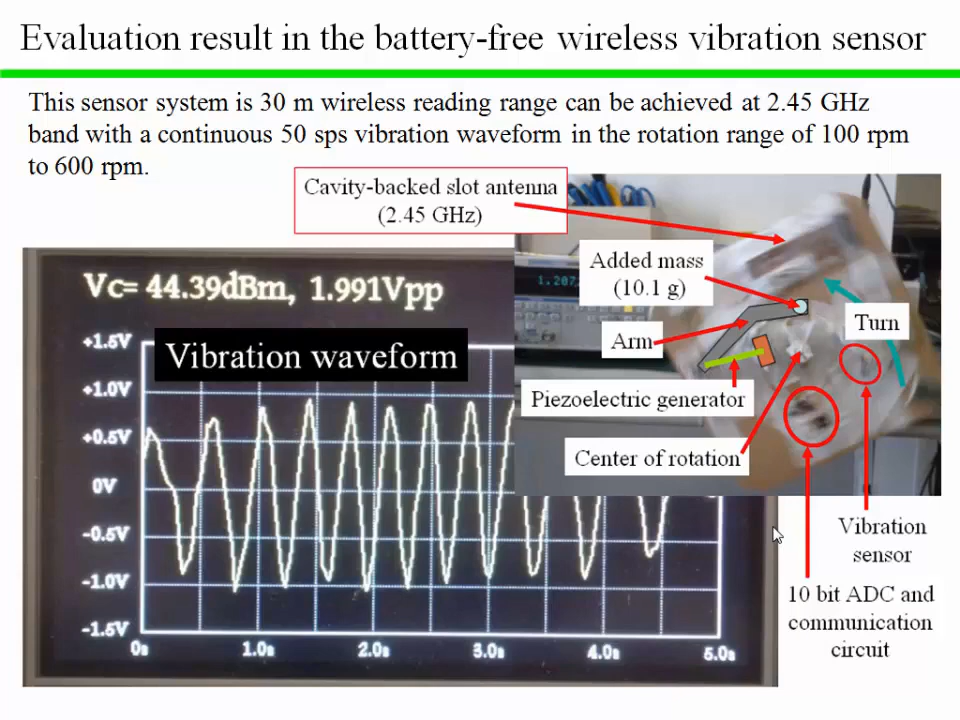 Evaluation result in the battery-free wireless vibration sensor
This sensor system is 30 m wireless reading range can be achieved at 2.45 GHz
band with a continuous 50 sps vibration waveform in the rotation range of 100 rpm
to 600 rpm.
Cavity-backed slot antenna
(2.45 GHz)
Added mass
(10.1 g)
1.207
Turn
Arm
Piezoelectric generator
Center of rotation
Vibration
sensor
10 bit ADC and
communication
circuit
Vc= 44.39dBm, 1.991Vpp
Vibration waveform
+1.5V
+1.0V
+0.5V
0V
-0.5V
-1.0V
-1.5V
0s 1.0s 2.0s 3.0s 4.0s 5.0s